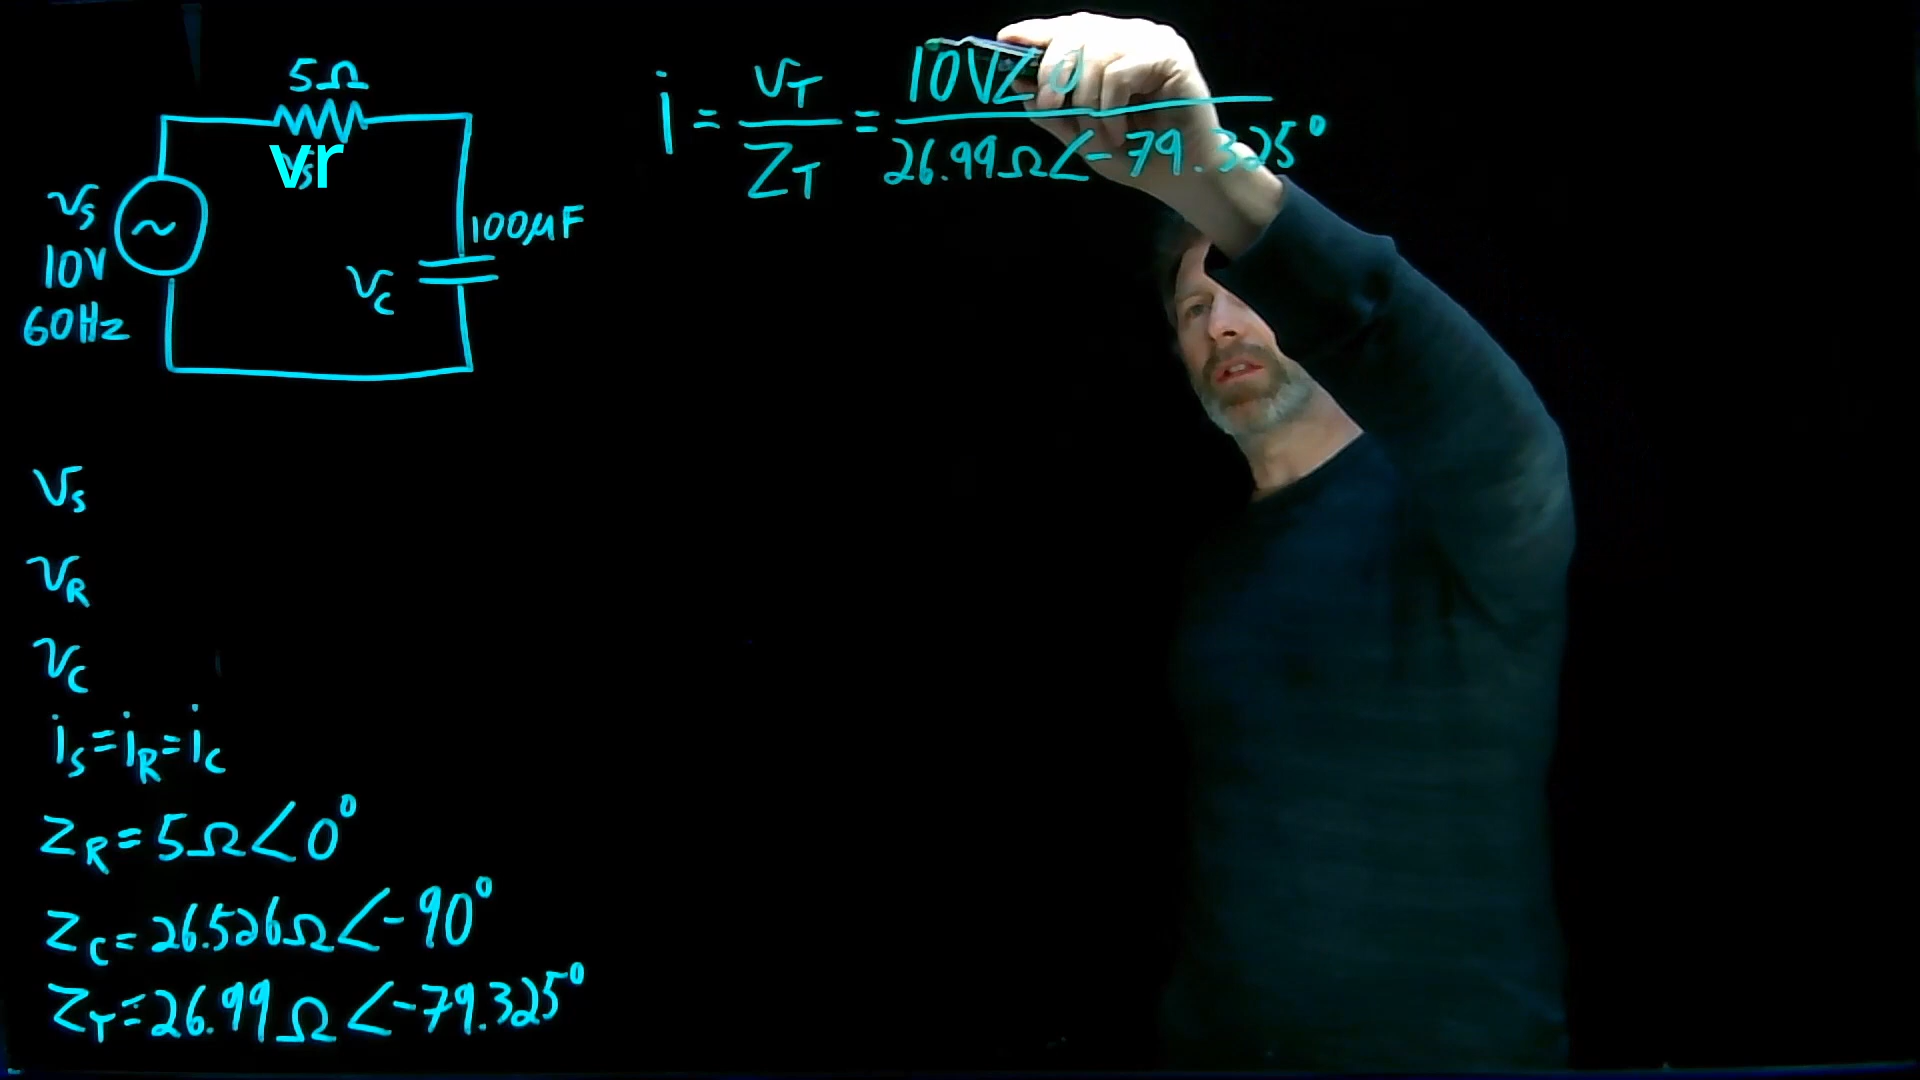 5Ω
vr
vs
10V
60Hz
100μF
vc
i = vT / ZT = 10V∠0 / 26.99Ω∠-79.325°
vs
vR
vc
is=iR=ic
ZR=5Ω∠0°
Zc=26.526Ω∠-90°
ZT=26.99Ω∠-79.325°